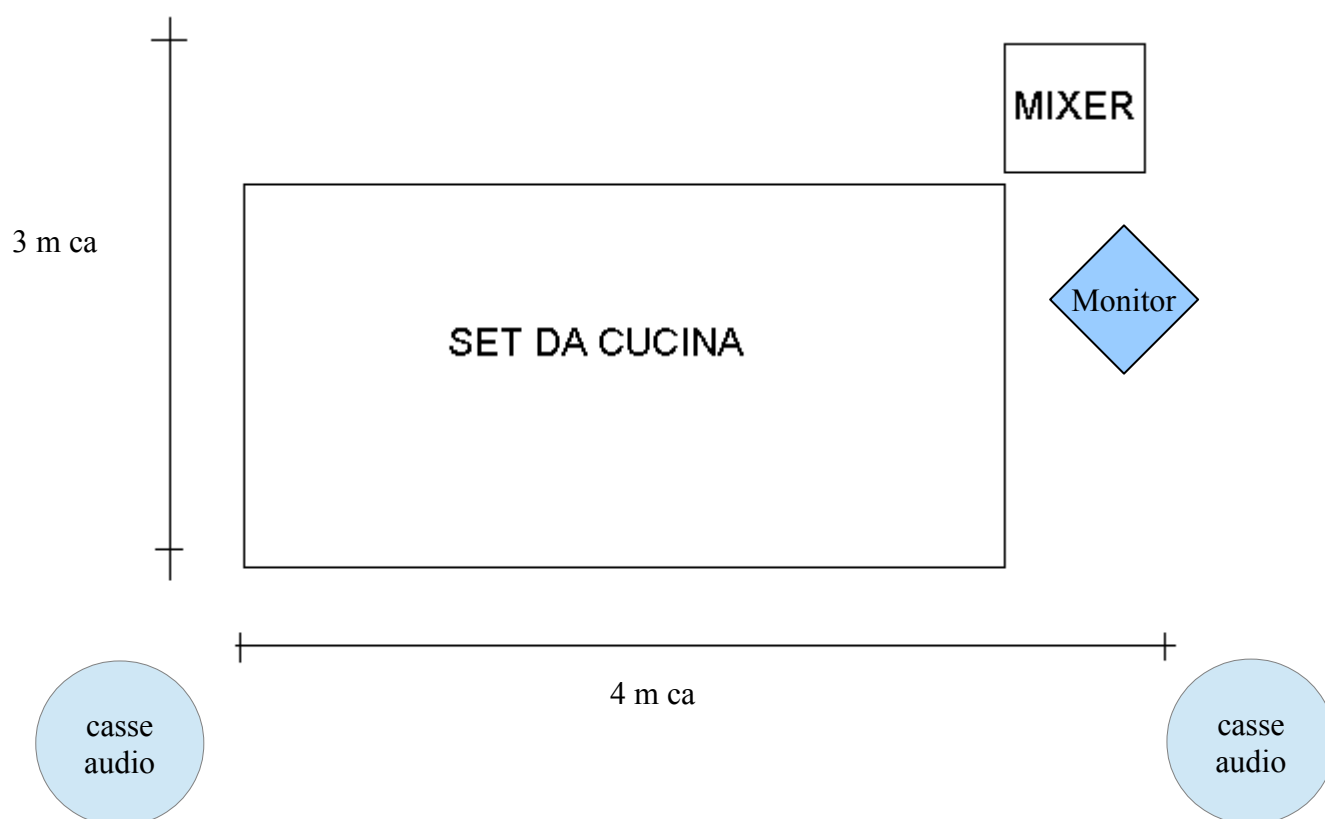 MIXER
3 m ca
Monitor
SET DA CUCINA
4 m ca
casse
audio
casse
audio